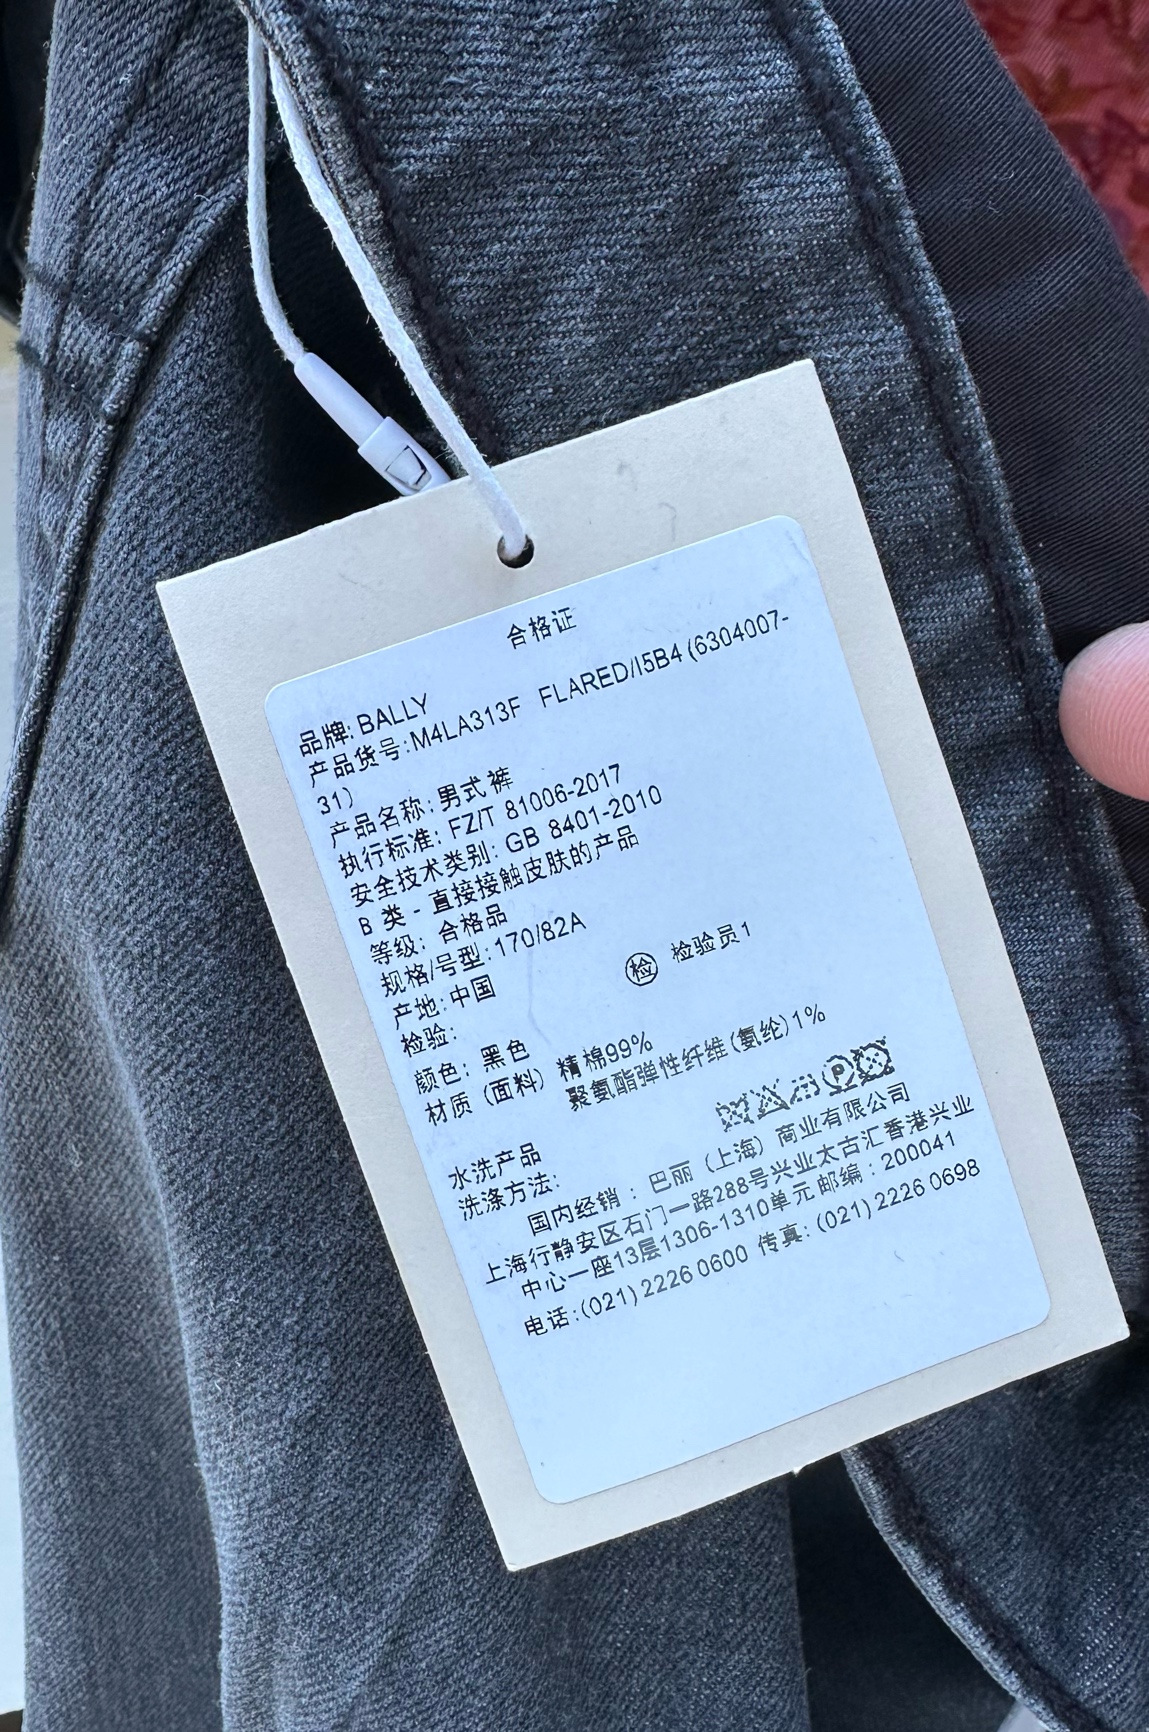 合格证
品牌: BALLY
产品货号:M4LA313F FLARED/I5B4 (6304007-
31)
产品名称: 男式裤
执行标准: FZ/T 81006-2017
安全技术类别: GB 8401-2010
B 类 - 直接接触皮肤的产品
等级: 合格品
规格/号型: 170/82A
产地: 中国
检验: 检 检验员1
颜色: 黑色
材质 (面料) 精棉99%
聚氨酯弹性纤维(氨纶)1%
水洗产品
洗涤方法: P
国内经销 : 巴丽 (上海) 商业有限公司
上海行静安区石门一路288号兴业太古汇香港兴业
中心一座13层1306-1310单元 邮编 : 200041
电话:(021) 2226 0600 传真: (021) 2226 0698